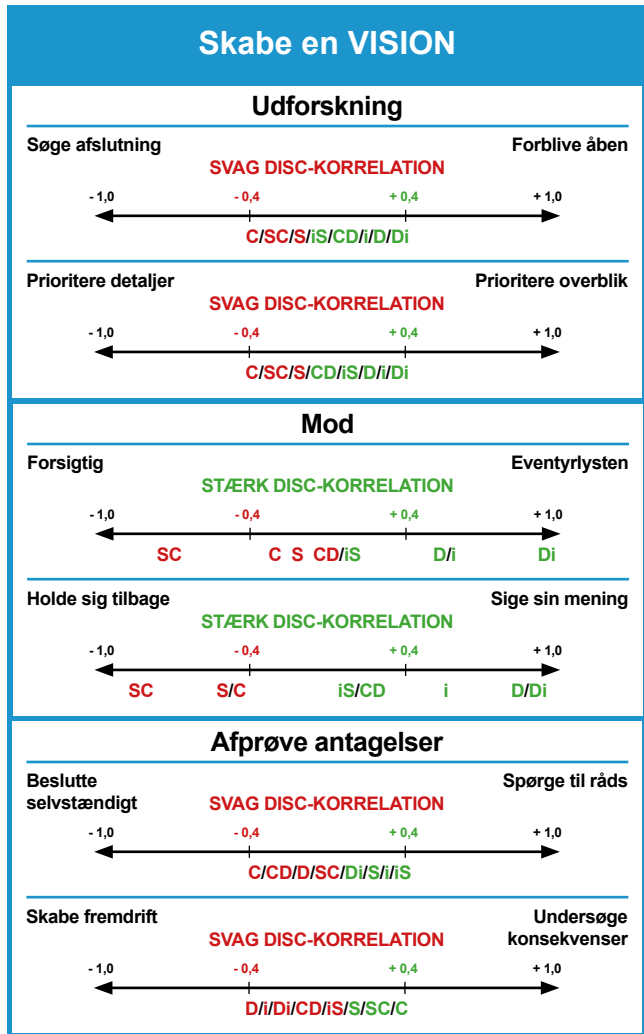 Skabe en VISION
Udforskning
Søge afslutning
Forblive åben
SVAG DISC-KORRELATION
- 1,0 - 0,4 + 0,4 + 1,0
C/SC/S/iS/CD/i/D/Di
Prioritere detaljer
Prioritere overblik
SVAG DISC-KORRELATION
- 1,0 - 0,4 + 0,4 + 1,0
C/SC/S/CD/iS/D/i/Di
Mod
Forsigtig
Eventyrlysten
STÆRK DISC-KORRELATION
- 1,0 - 0,4 + 0,4 + 1,0
SC C S CD/iS D/i Di
Holde sig tilbage
Sige sin mening
STÆRK DISC-KORRELATION
- 1,0 - 0,4 + 0,4 + 1,0
SC S/C iS/CD i D/Di
Afprøve antagelser
Beslutte
selvstændigt
Spørge til råds
SVAG DISC-KORRELATION
- 1,0 - 0,4 + 0,4 + 1,0
C/CD/D/SC/Di/S/i/iS
Skabe fremdrift
Undersøge
konsekvenser
SVAG DISC-KORRELATION
- 1,0 - 0,4 + 0,4 + 1,0
D/i/Di/CD/iS/S/SC/C